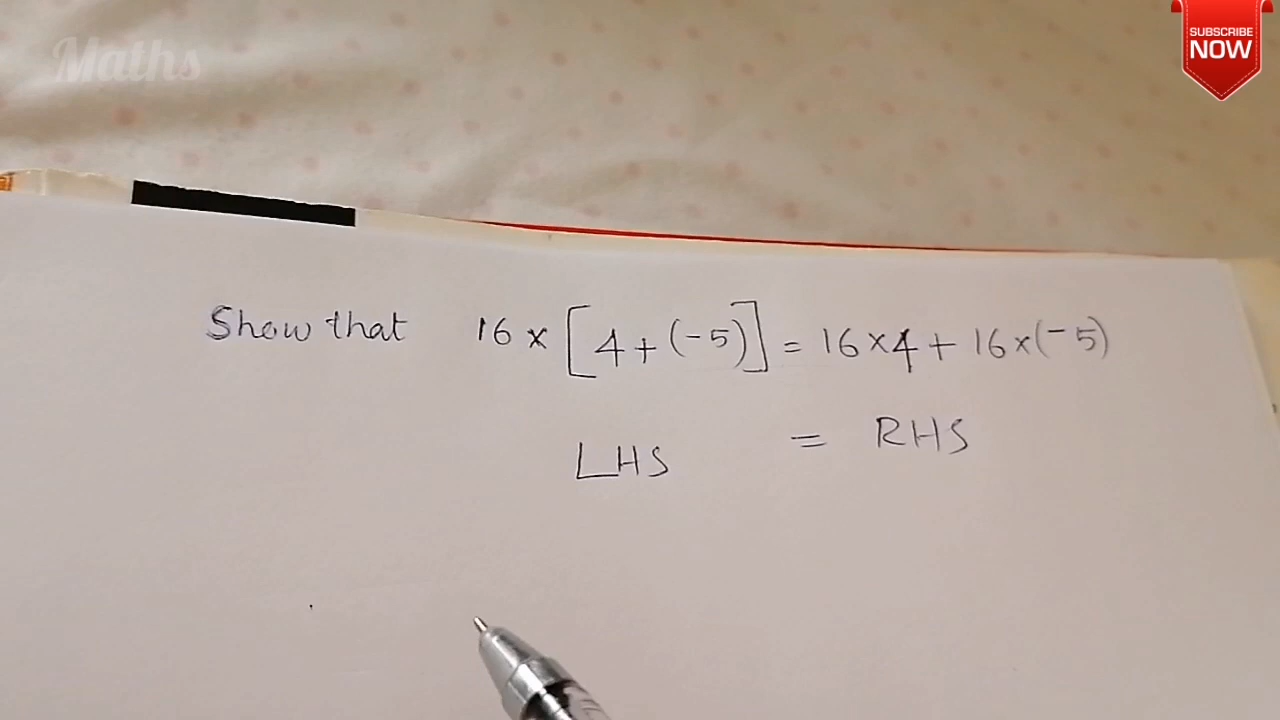 Maths
SUBSCRIBE
NOW
Show that 16 × [4 + (-5)] = 16 × 4 + 16 × (-5)
LHS = RHS